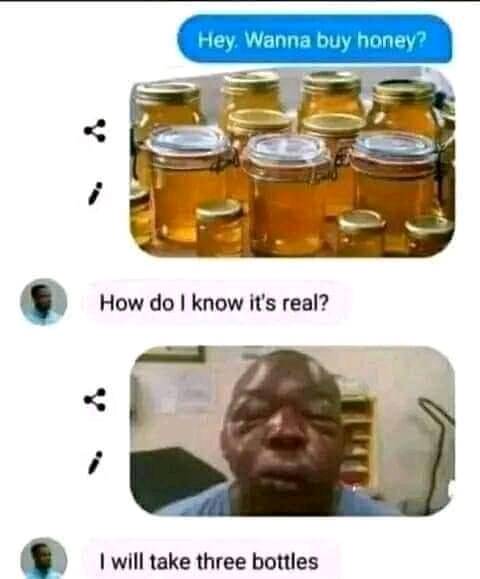 Hey. Wanna buy honey?
How do I know it's real?
I will take three bottles